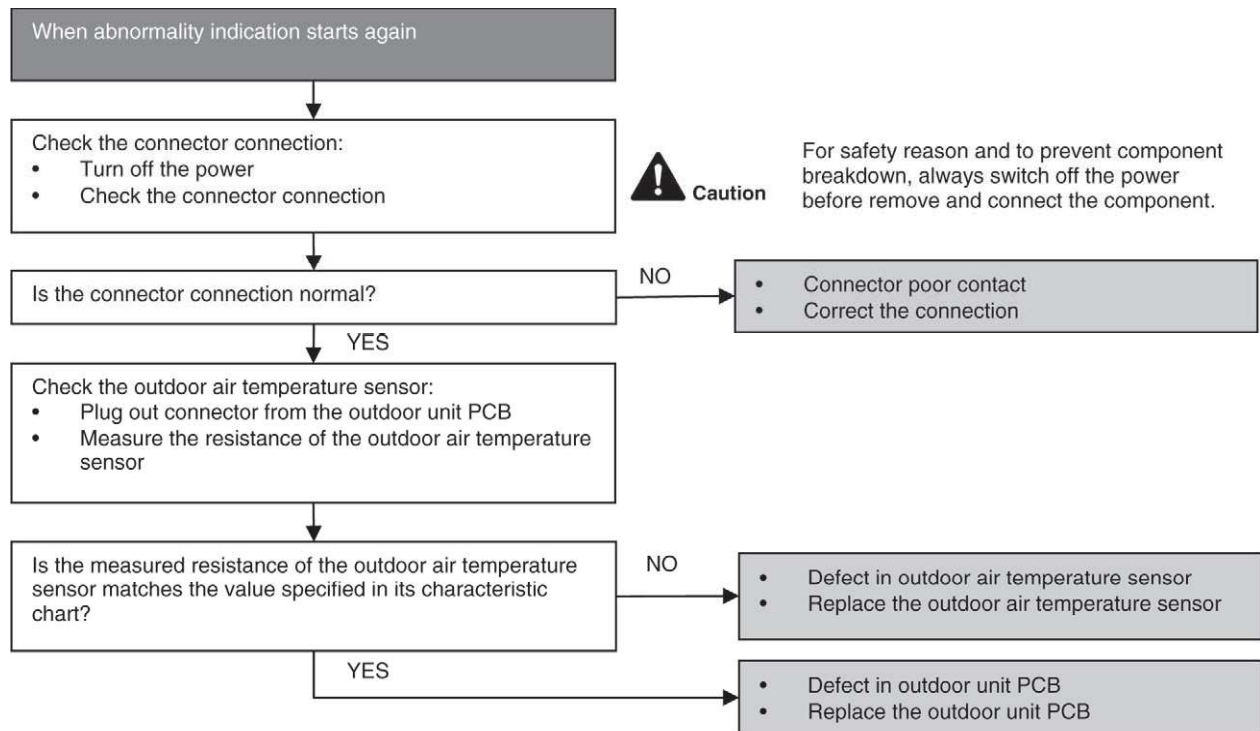 When abnormality indication starts again
Check the connector connection:
• Turn off the power
• Check the connector connection
Caution
For safety reason and to prevent component
breakdown, always switch off the power
before remove and connect the component.
Is the connector connection normal?
NO
• Connector poor contact
• Correct the connection
YES
Check the outdoor air temperature sensor:
• Plug out connector from the outdoor unit PCB
• Measure the resistance of the outdoor air temperature
sensor
Is the measured resistance of the outdoor air temperature
sensor matches the value specified in its characteristic
chart?
NO
• Defect in outdoor air temperature sensor
• Replace the outdoor air temperature sensor
YES
• Defect in outdoor unit PCB
• Replace the outdoor unit PCB